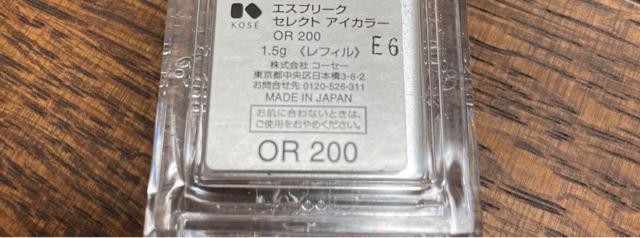 エスプリーク
KOSÉ セレクト アイカラー
OR 200
1.5g 〈レフィル〉 E6
株式会社 コーセー
東京都中央区日本橋3-6-2
お問合せ先 0120-526-311
MADE IN JAPAN
お肌に合わないときは、
ご使用をおやめください。
OR 200